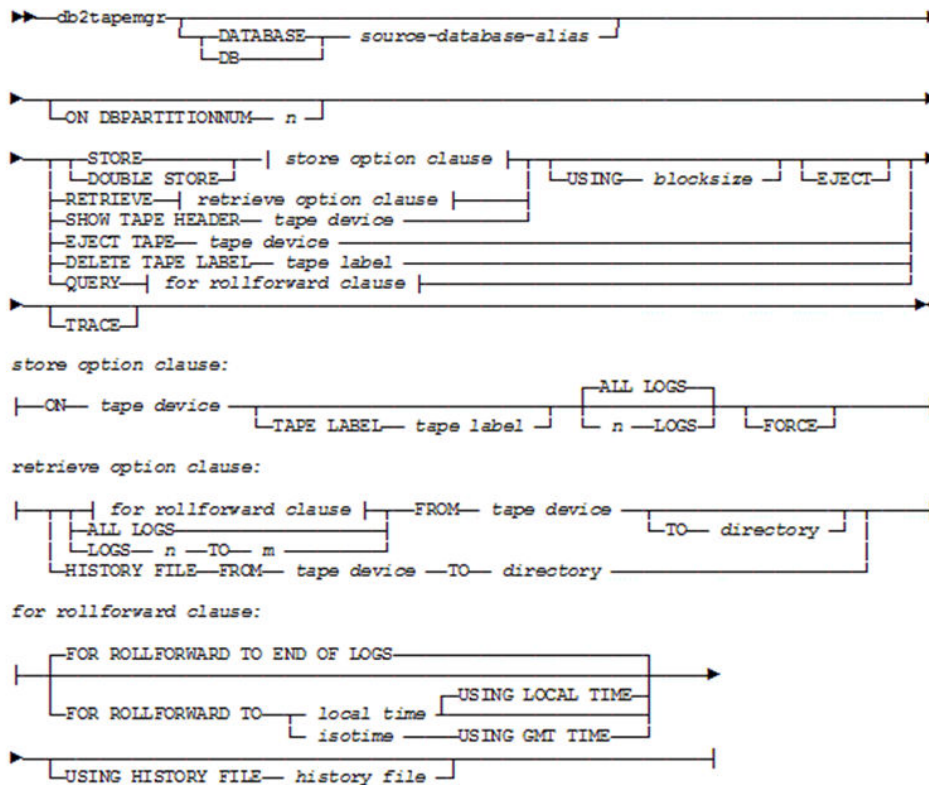 db2tapemgr
DATABASE source-database-alias
DB
ON DBPARTITIONNUM n
STORE store option clause
DOUBLE STORE USING blocksize EJECT
RETRIEVE retrieve option clause
SHOW TAPE HEADER tape device
EJECT TAPE tape device
DELETE TAPE LABEL tape label
QUERY for rollforward clause
TRACE
store option clause:
ALL LOGS
ON tape device
TAPE LABEL tape label n LOGS FORCE
retrieve option clause:
for rollforward clause FROM tape device
ALL LOGS TO directory
LOGS n TO m
HISTORY FILE FROM tape device TO directory
for rollforward clause:
FOR ROLLFORWARD TO END OF LOGS
USING LOCAL TIME
FOR ROLLFORWARD TO local time
isotime USING GMT TIME
USING HISTORY FILE history file